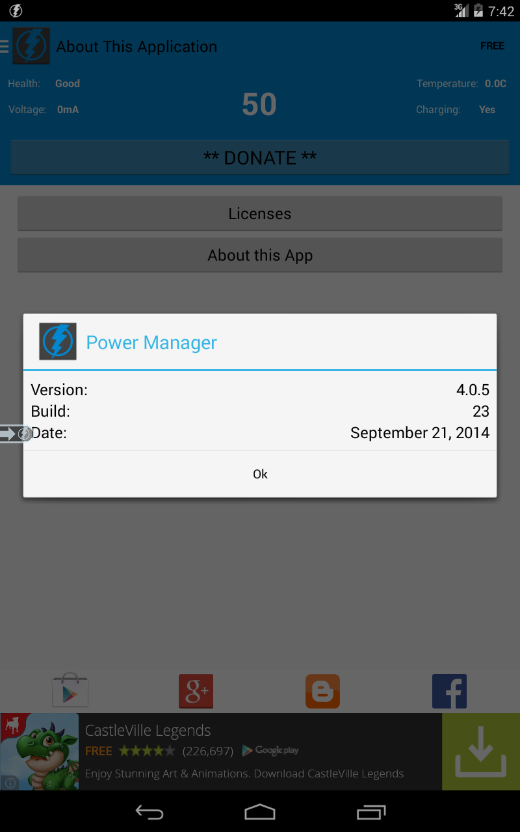 3G 7:42
About This Application FREE
Health: Good Temperature: 0.0C
Voltage: 0mA 50 Charging: Yes
** DONATE **
Licenses
About this App
Power Manager
Version: 4.0.5
Build: 23
Date: September 21, 2014
Ok
g+
f
CastleVille Legends
FREE (226,697) Google play
Enjoy Stunning Art & Animations. Download CastleVille Legends